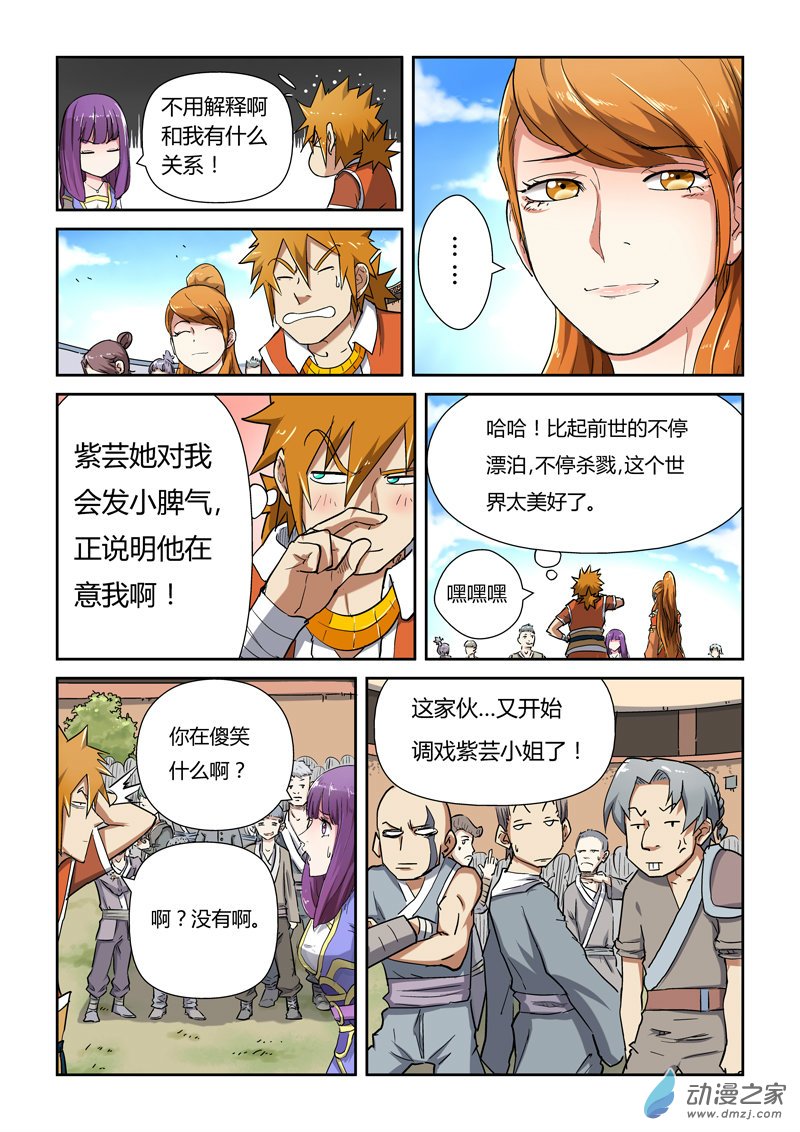 不用解释啊
和我有什么
关系！
……
紫芸她对我
会发小脾气，
正说明他在
意我啊！
哈哈！比起前世的不停
漂泊，不停杀戮，这个世
界太美好了。
嘿嘿嘿
你在傻笑
什么啊？
啊？没有啊。
这家伙…又开始
调戏紫芸小姐了！
动漫之家
www.dmzj.com